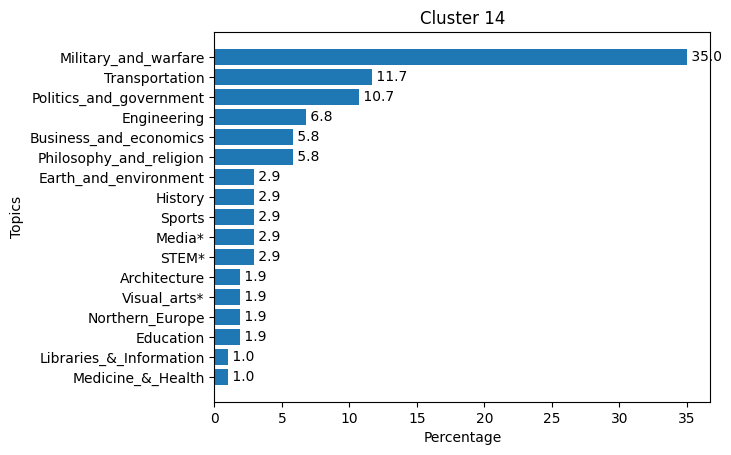 Cluster 14
Topics
Military_and_warfare 35.0
Transportation 11.7
Politics_and_government 10.7
Engineering 6.8
Business_and_economics 5.8
Philosophy_and_religion 5.8
Earth_and_environment 2.9
History 2.9
Sports 2.9
Media* 2.9
STEM* 2.9
Architecture 1.9
Visual_arts* 1.9
Northern_Europe 1.9
Education 1.9
Libraries_&_Information 1.0
Medicine_&_Health 1.0
0 5 10 15 20 25 30 35
Percentage